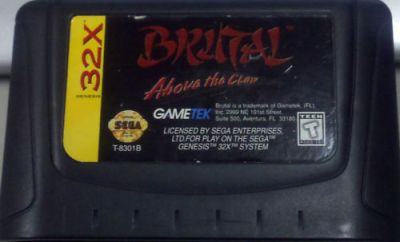 GENESIS 32X
BRUTAL
Above the Claw
GAMETEK
Brutal is a trademark of Gametek, (FL),
Inc. 2999 NE 191st Street,
Suite 500, Aventura, FL 33180
SEGA
T-8301B
LICENSED BY SEGA ENTERPRISES,
LTD. FOR PLAY ON THE SEGA™
GENESIS™ 32X™ SYSTEM
TEEN
T